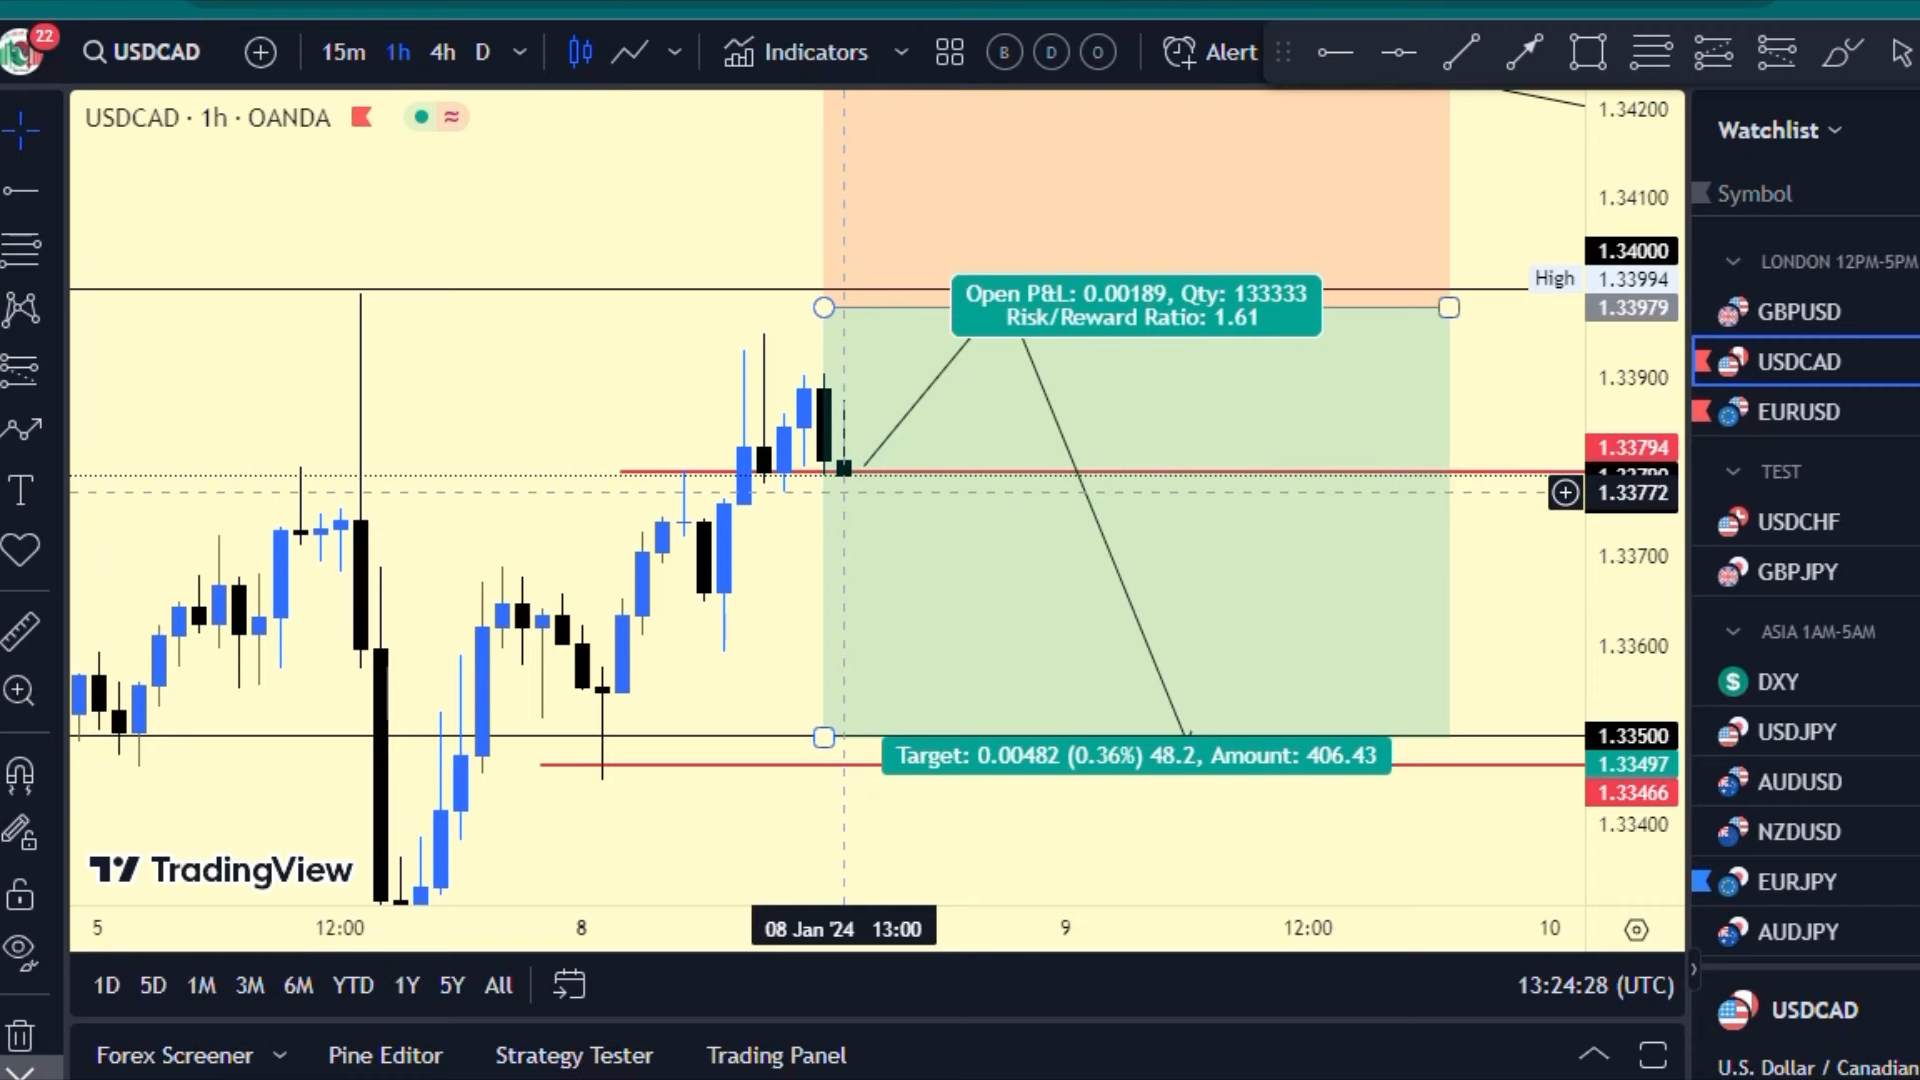 22
USDCAD
15m 1h 4h D
Indicators
B D O
Alert
USDCAD · 1h · OANDA
Open P&L: 0.00189, Qty: 133333
Risk/Reward Ratio: 1.61
Target: 0.00482 (0.36%) 48.2, Amount: 406.43
TradingView
1.34200
1.34100
1.34000
High 1.33994
1.33979
1.33900
1.33794
1.33772
1.33700
1.33600
1.33500
1.33497
1.33466
1.33400
5 12:00 8 08 Jan '24 13:00 9 12:00 10
1D 5D 1M 3M 6M YTD 1Y 5Y All
13:24:28 (UTC)
Forex Screener Pine Editor Strategy Tester Trading Panel
Watchlist
Symbol
LONDON 12PM-5PM
GBPUSD
USDCAD
EURUSD
TEST
USDCHF
GBPJPY
ASIA 1AM-5AM
$ DXY
USDJPY
AUDUSD
NZDUSD
EURJPY
AUDJPY
USDCAD
U.S. Dollar / Canadian